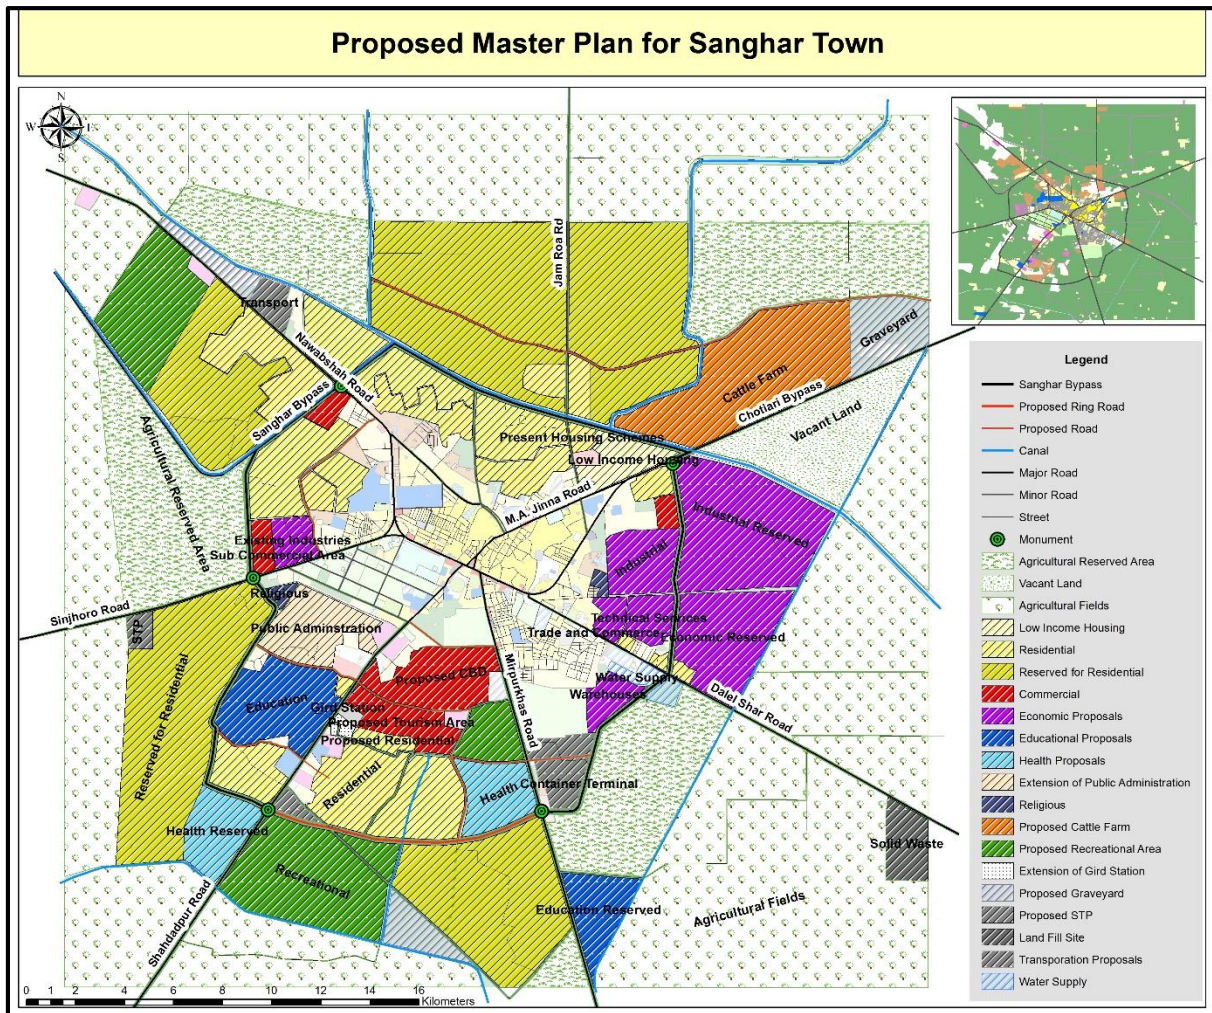 Proposed Master Plan for Sanghar Town
N
W E
S
Jam Roa Rd
Transport
Nawabshah Road
Sanghar Bypass
Graveyard
Cattle Farm
Chotiari Bypass
Vacant Land
Present Housing Schemes
Low Income Housing
M.A. Jinna Road
Agricultural Reserved Area
Industrial Reserved
Existing Industries
Sub Commercial Area
Industrial
Religious
Sinjhoro Road
STP
Public Adminstration
Technical Services
Trade and Commerce
Economic Reserved
Proposed CBD
Mirpurkhas Road
Water Supply
Warehouses
Dalel Shar Road
Education
Gird Station
Proposed Tourism Area
Proposed Residential
Reserved for Residential
Residential
Health
Container Terminal
Health Reserved
Solid Waste
Recreational
Shahdadpur Road
Education Reserved
Agricultural Fields
0 1 2 4 6 8 10 12 14 16
Kilometers
Legend
Sanghar Bypass
Proposed Ring Road
Proposed Road
Canal
Major Road
Minor Road
Street
Monument
Agricultural Reserved Area
Vacant Land
Agricultural Fields
Low Income Housing
Residential
Reserved for Residential
Commercial
Economic Proposals
Educational Proposals
Health Proposals
Extension of Public Administration
Religious
Proposed Cattle Farm
Proposed Recreational Area
Extension of Gird Station
Proposed Graveyard
Proposed STP
Land Fill Site
Transporation Proposals
Water Supply